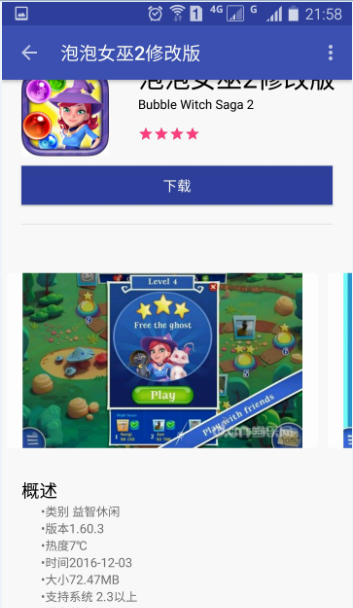 4G G 21:58
泡泡女巫2修改版
泡泡女巫2修改版
Bubble Witch Saga 2
下载
Level 4
Free the ghost
Play
Play with friends
概述
•类别 益智休闲
•版本1.60.3
•热度7℃
•时间2016-12-03
•大小72.47MB
•支持系统 2.3以上